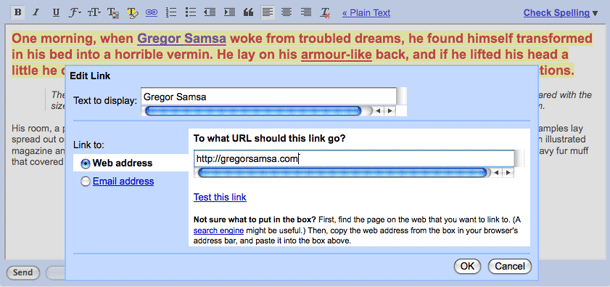 B I U F тT T T « Plain Text Check Spelling ▼
One morning, when Gregor Samsa woke from troubled dreams, he found himself transformed
in his bed into a horrible vermin. He lay on his armour-like back, and if he lifted his head a
little he tions.
Edit Link
The ared with the
Text to display: Gregor Samsa
size m.
His room, a p amples lay
spread out o n illustrated
magazine an avy fur muff
that covered
Link to:
To what URL should this link go?
Web address
http://gregorsamsa.com
Email address
Test this link
Not sure what to put in the box? First, find the page on the web that you want to link to. (A
search engine might be useful.) Then, copy the web address from the box in your browser's
address bar, and paste it into the box above.
OK Cancel
Send